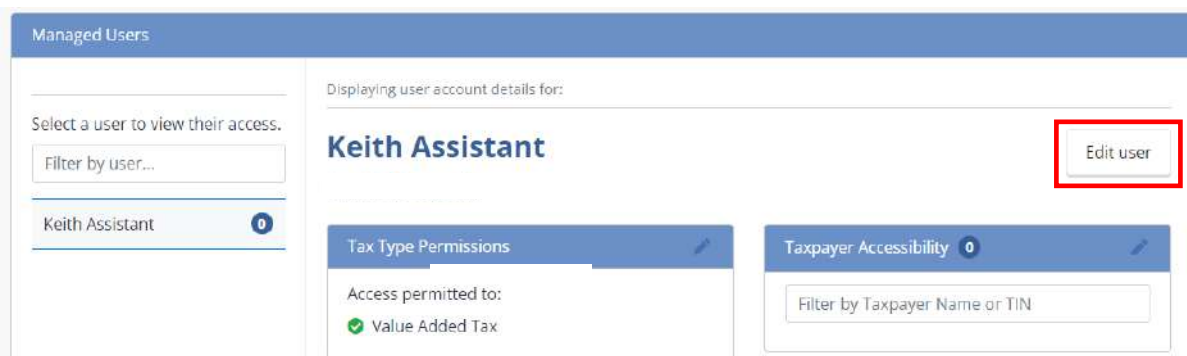 Managed Users
Select a user to view their access.
Filter by user...
Keith Assistant 0
Displaying user account details for:
Keith Assistant
Edit user
Tax Type Permissions
Access permitted to:
Value Added Tax
Taxpayer Accessibility 0
Filter by Taxpayer Name or TIN